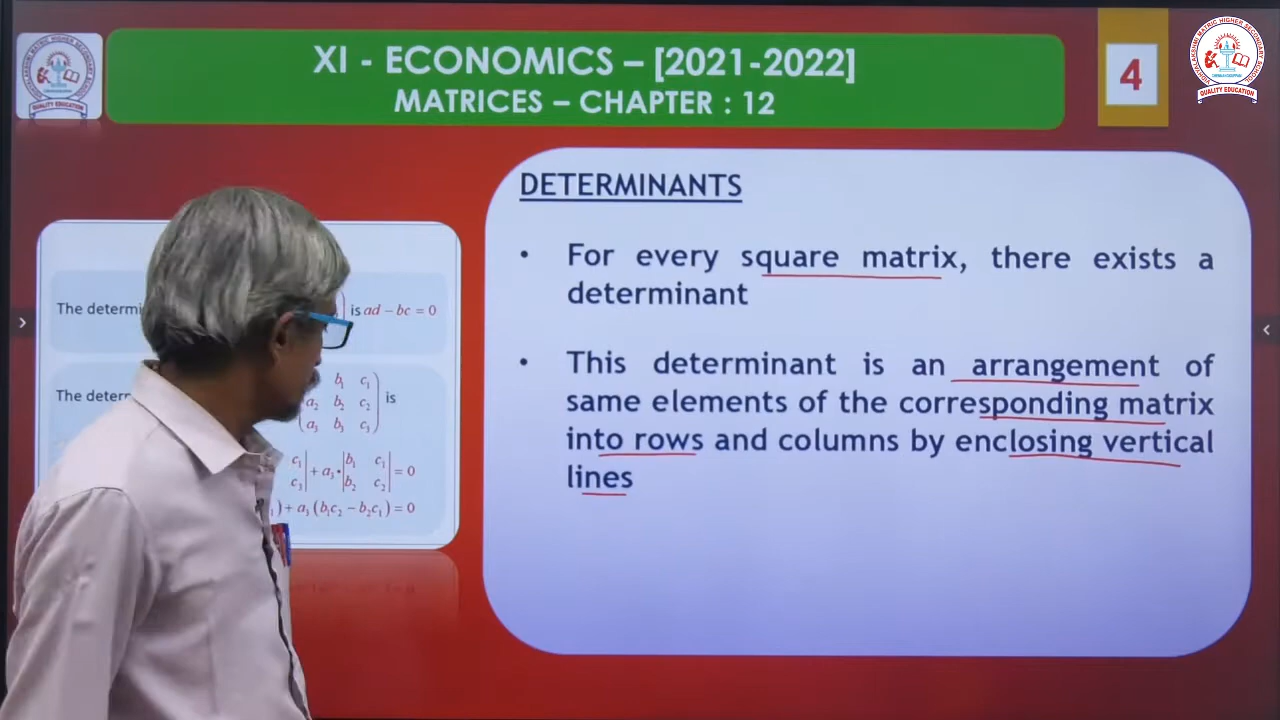 XI - ECONOMICS – [2021-2022]
MATRICES – CHAPTER : 12
4
QUALITY EDUCATION
DETERMINANTS
• For every square matrix, there exists a
determinant
• This determinant is an arrangement of
same elements of the corresponding matrix
into rows and columns by enclosing vertical
lines
The is ad − bc = 0
The b₁ c₁ is
a₂ b₂ c₂
a₃ b₃ c₃
c₁ + a₃• b₁ c₁ = 0
c₃ b₂ c₂
) + a₃ (b₁c₂ − b₂c₁) = 0